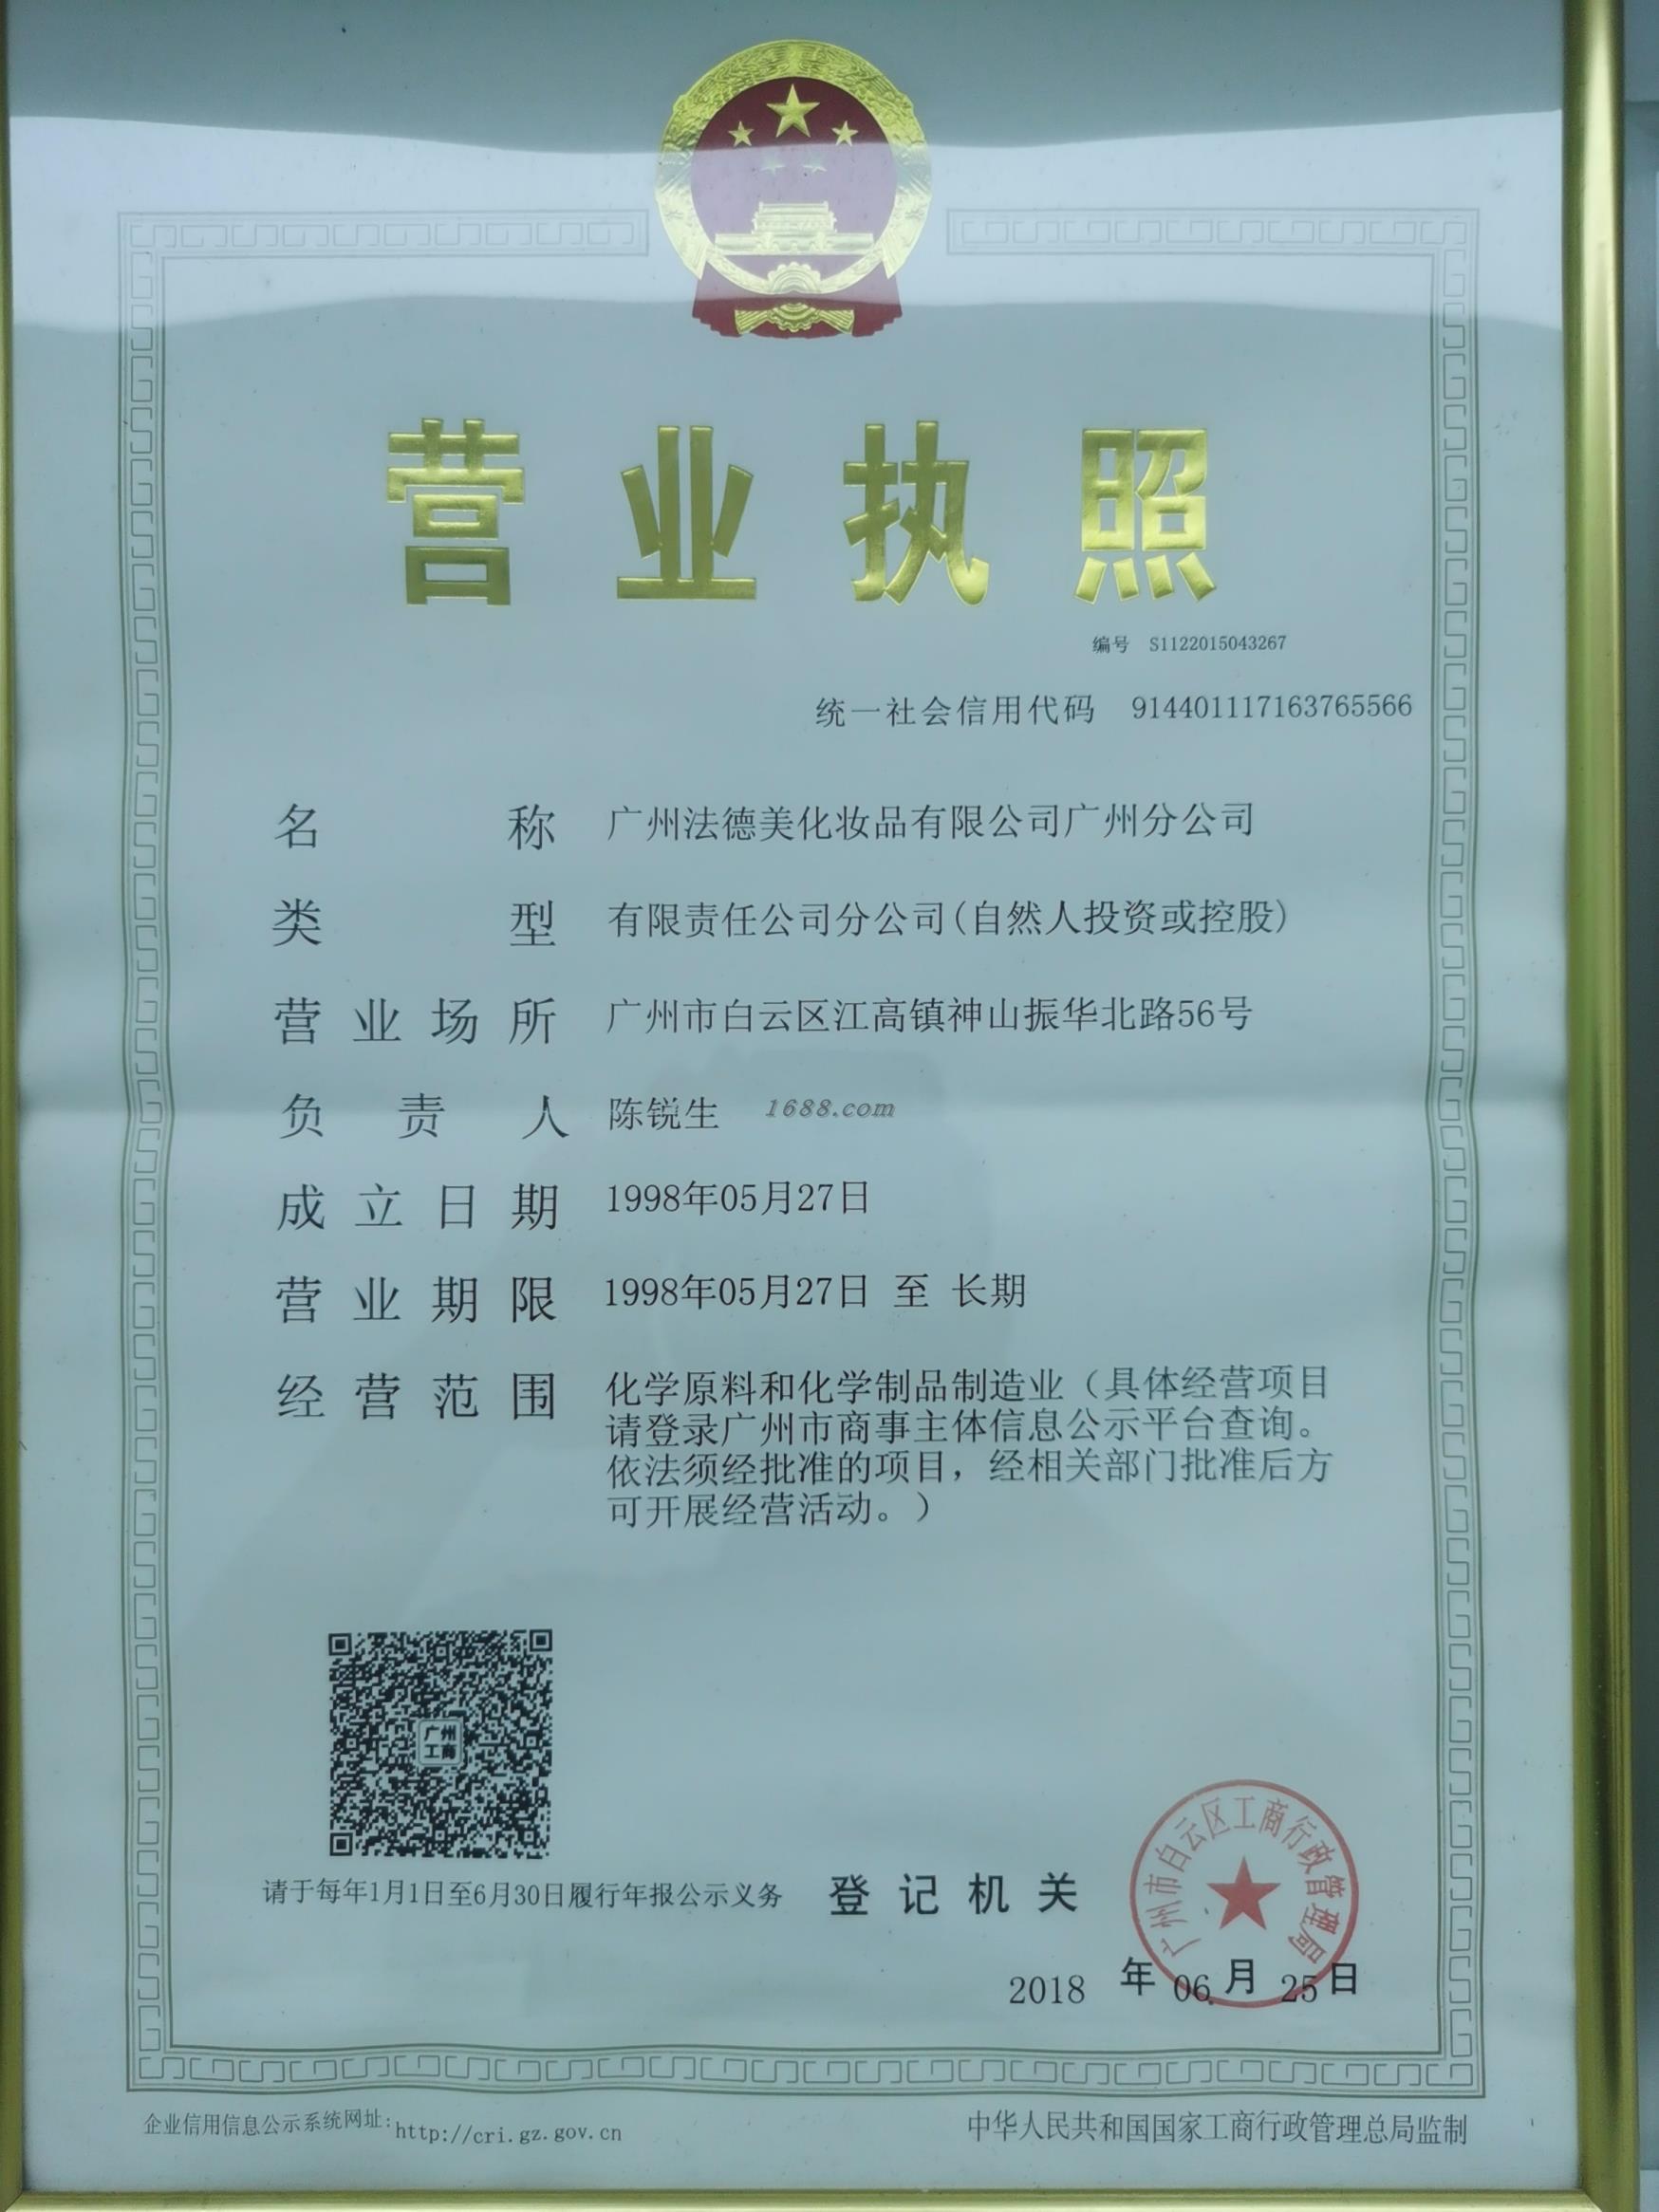 营业执照
编号 S1122015043267
统一社会信用代码 914401117163765566
名称 广州法德美化妆品有限公司广州分公司
类型 有限责任公司分公司(自然人投资或控股)
营业场所 广州市白云区江高镇神山振华北路56号
负责人 陈锐生 1688.com
成立日期 1998年05月27日
营业期限 1998年05月27日 至 长期
经营范围 化学原料和化学制品制造业（具体经营项目
请登录广州市商事主体信息公示平台查询。
依法须经批准的项目，经相关部门批准后方
可开展经营活动。）
广州
工商
请于每年1月1日至6月30日履行年报公示义务
登记机关
广州市白云区工商行政管理局
2018 年 06 月 25 日
企业信用信息公示系统网址: http://cri.gz.gov.cn
中华人民共和国国家工商行政管理总局监制